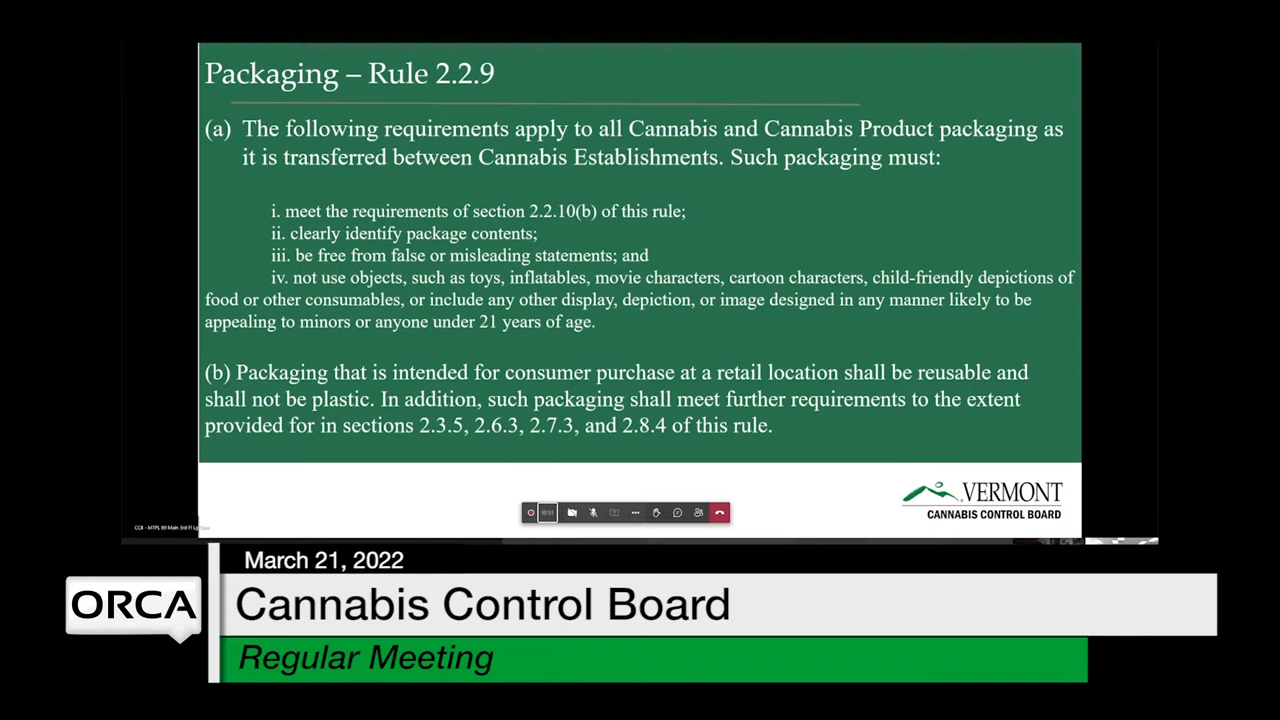 Packaging – Rule 2.2.9
(a) The following requirements apply to all Cannabis and Cannabis Product packaging as
it is transferred between Cannabis Establishments. Such packaging must:
i. meet the requirements of section 2.2.10(b) of this rule;
ii. clearly identify package contents;
iii. be free from false or misleading statements; and
iv. not use objects, such as toys, inflatables, movie characters, cartoon characters, child-friendly depictions of
food or other consumables, or include any other display, depiction, or image designed in any manner likely to be
appealing to minors or anyone under 21 years of age.
(b) Packaging that is intended for consumer purchase at a retail location shall be reusable and
shall not be plastic. In addition, such packaging shall meet further requirements to the extent
provided for in sections 2.3.5, 2.6.3, 2.7.3, and 2.8.4 of this rule.
VERMONT
CANNABIS CONTROL BOARD
10:51
CCB - MTPL 89 Main 3rd Fl
March 21, 2022
ORCA
Cannabis Control Board
Regular Meeting